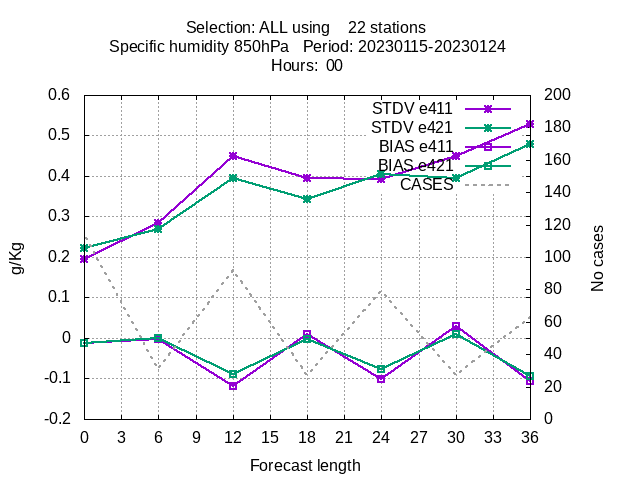 Selection: ALL using 22 stations
Specific humidity 850hPa Period: 20230115-20230124
Hours: 00
0.6
0.5
0.4
0.3
0.2
0.1
0
-0.1
-0.2
g/Kg
STDV e411
STDV e421
BIAS e411
BIAS e421
CASES
200
180
160
140
120
100
80
60
40
20
0
No cases
0 3 6 9 12 15 18 21 24 27 30 33 36
Forecast length